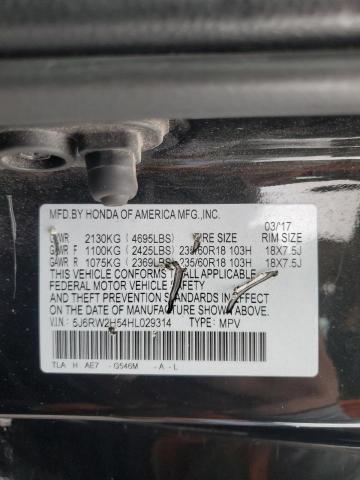 MFD.BY HONDA OF AMERICA MFG.,INC.
03/17
GVWR 2130KG ( 4695LBS) TIRE SIZE RIM SIZE
GAWR F 1100KG ( 2425LBS) 235/60R18 103H 18X7.5J
GAWR R 1075KG ( 2369LBS) 235/60R18 103H 18X7.5J
THIS VEHICLE CONFORMS TO ALL APPLICABLE
FEDERAL MOTOR VEHICLE SAFETY
AND THEFT PREVENTION STANDARDS IN EFFECT
ON THE DATE OF MANUFACTURE SHOWN ABOVE.
V.I.N.: 5J6RW2H54HL029314 TYPE: MPV
TLA H AE7 - G546M - A - L